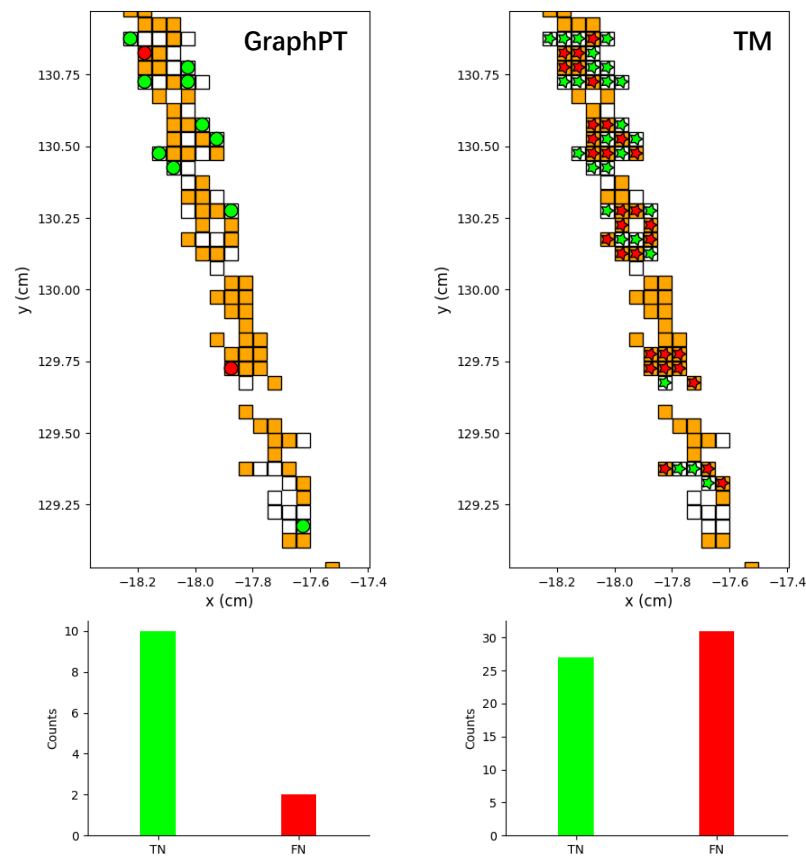 GraphPT
130.75
130.50
130.25
130.00
129.75
129.50
129.25
y (cm)
−18.2 −18.0 −17.8 −17.6 −17.4
x (cm)
TM
130.75
130.50
130.25
130.00
129.75
129.50
129.25
y (cm)
−18.2 −18.0 −17.8 −17.6 −17.4
x (cm)
10
8
6
4
2
0
Counts
TN FN
30
25
20
15
10
5
0
Counts
TN FN